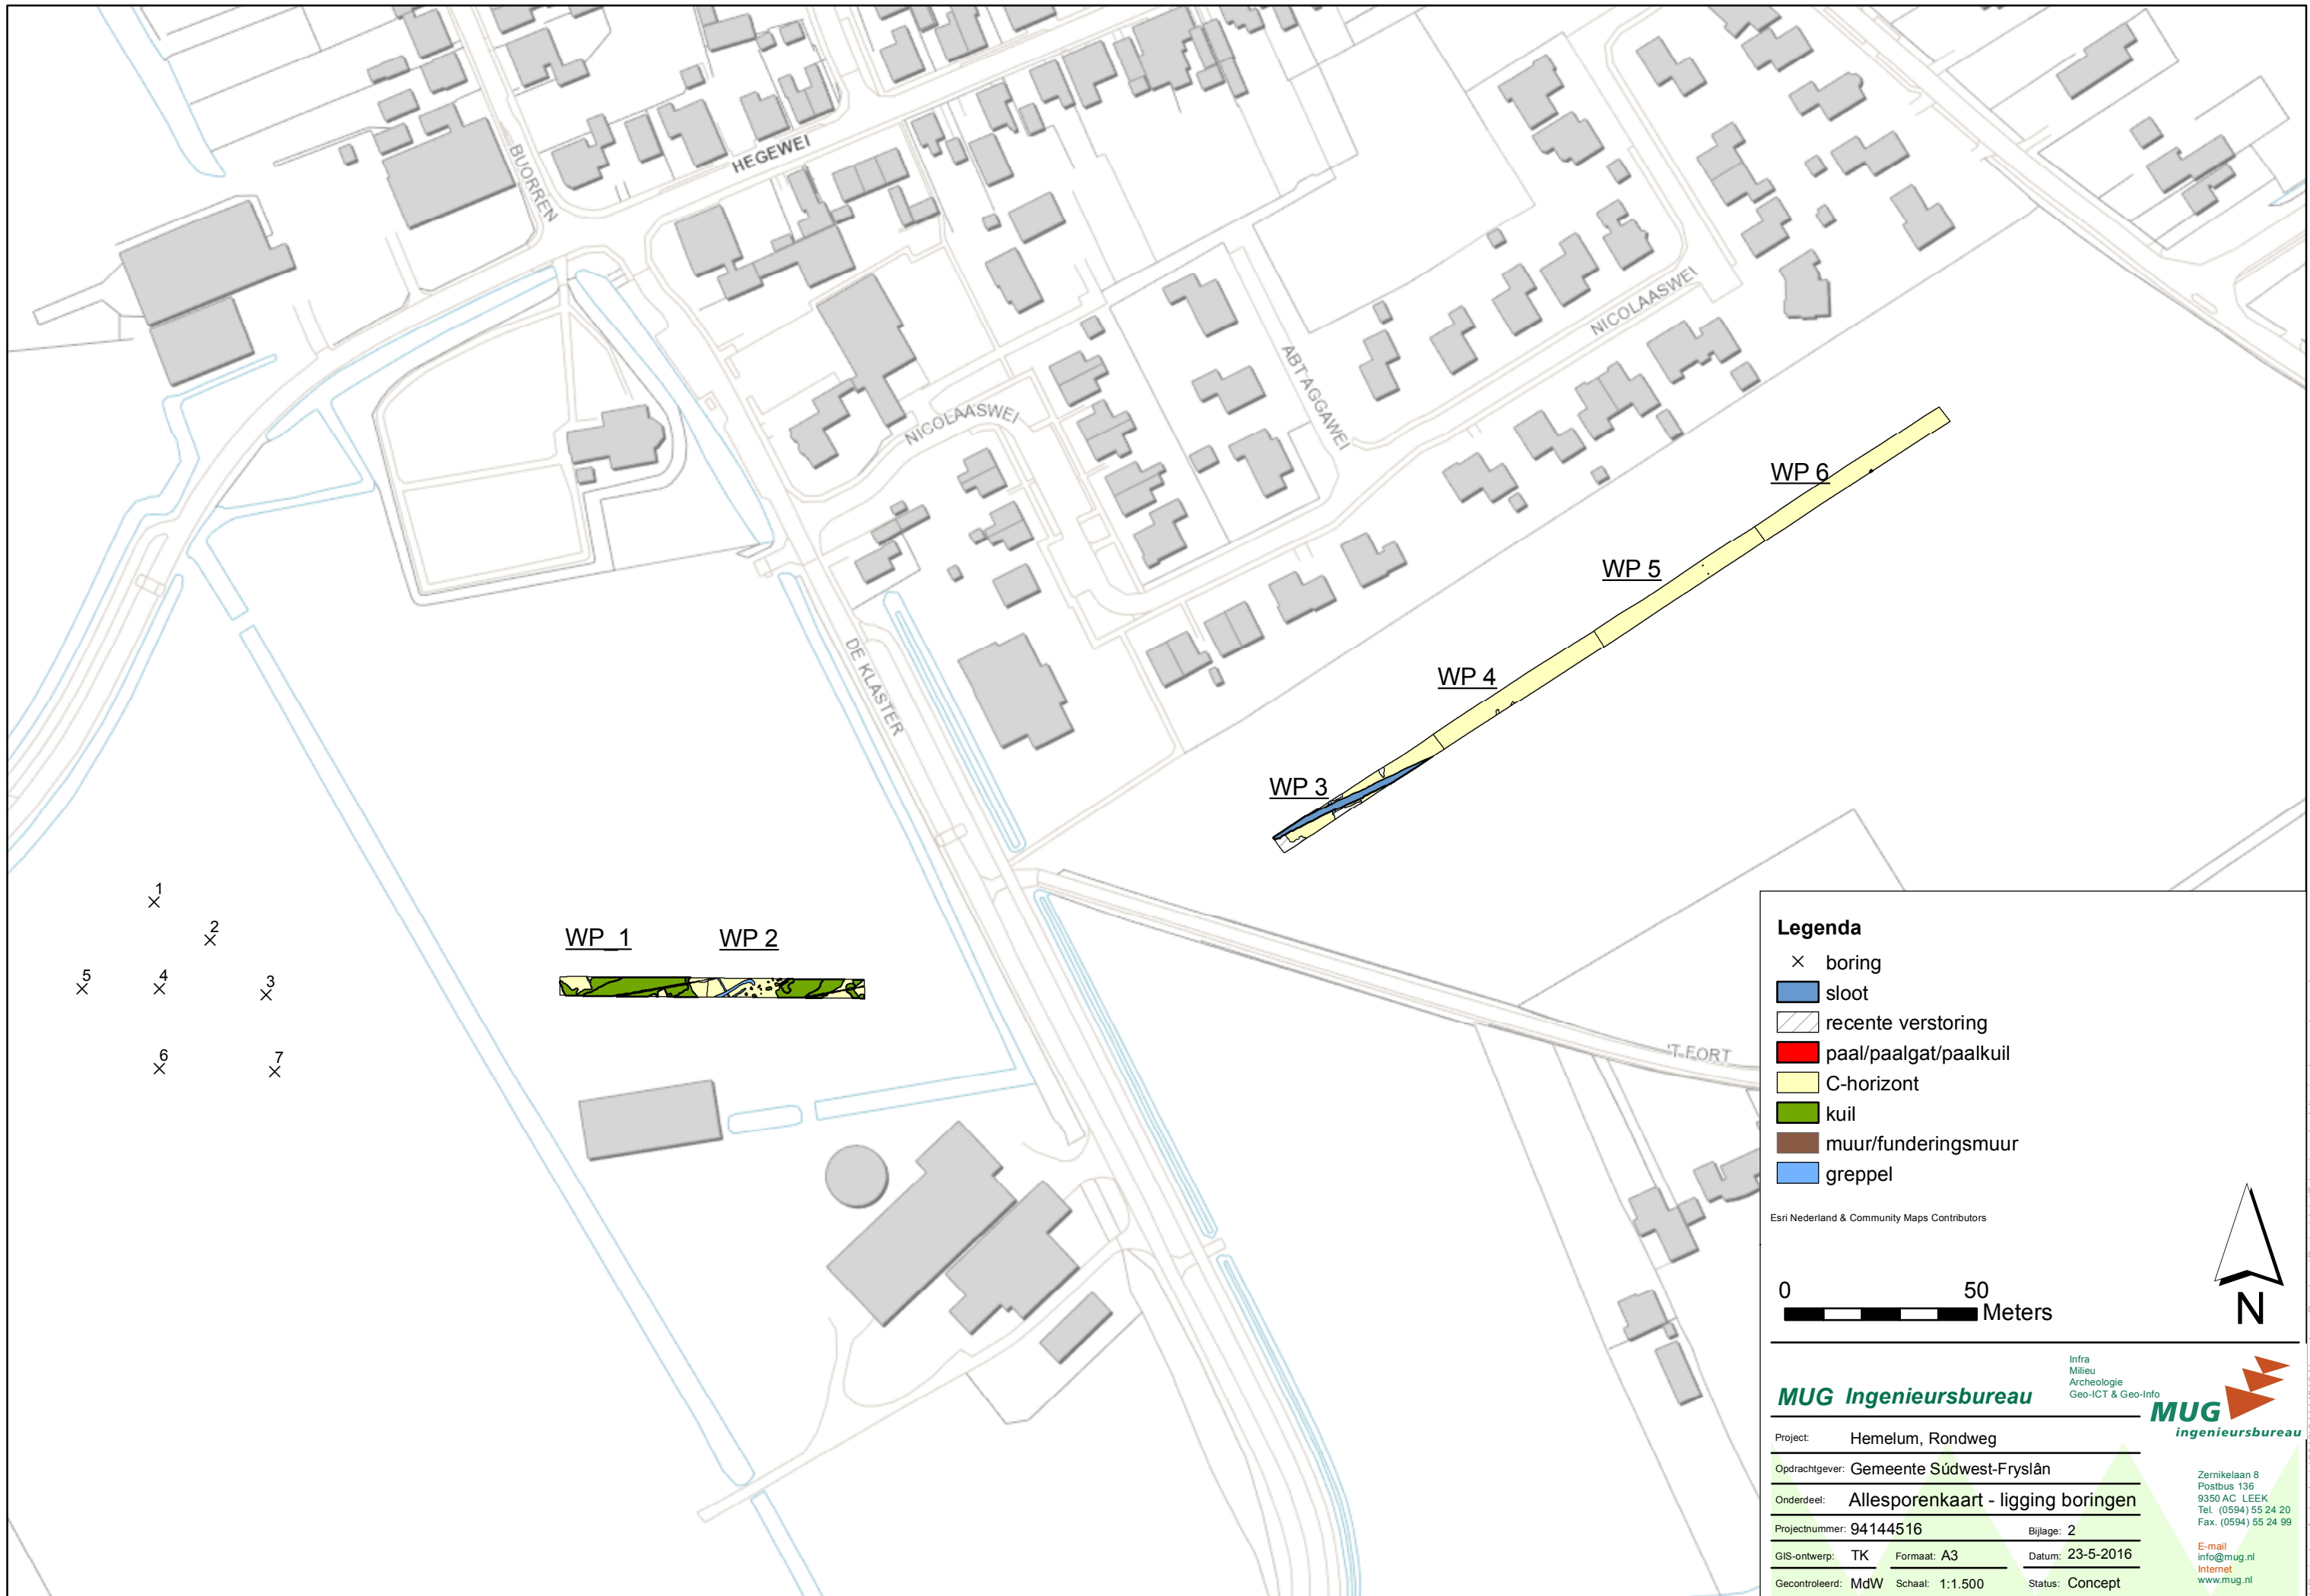 BUORREN
HEGEWEI
NICOLAASWEI
ABT AGGAWEI
NICOLAASWEI
DE KLASTER
'T FORT
WP 6
WP 5
WP 4
WP 3
WP_1
WP 2
1
2
5
4
3
6
7
Legenda
boring
sloot
recente verstoring
paal/paalgat/paalkuil
C-horizont
kuil
muur/funderingsmuur
greppel
Esri Nederland & Community Maps Contributors
0 50
Meters
N
MUG Ingenieursbureau
Infra
Milieu
Archeologie
Geo-ICT & Geo-Info
MUG
ingenieursbureau
Project: Hemelum, Rondweg
Opdrachtgever: Gemeente Súdwest-Fryslân
Onderdeel: Allesporenkaart - ligging boringen
Projectnummer: 94144516 Bijlage: 2
GIS-ontwerp: TK Formaat: A3 Datum: 23-5-2016
Gecontroleerd: MdW Schaal: 1:1.500 Status: Concept
Zernikelaan 8
Postbus 136
9350 AC LEEK
Tel. (0594) 55 24 20
Fax. (0594) 55 24 99
E-mail
info@mug.nl
Internet
www.mug.nl